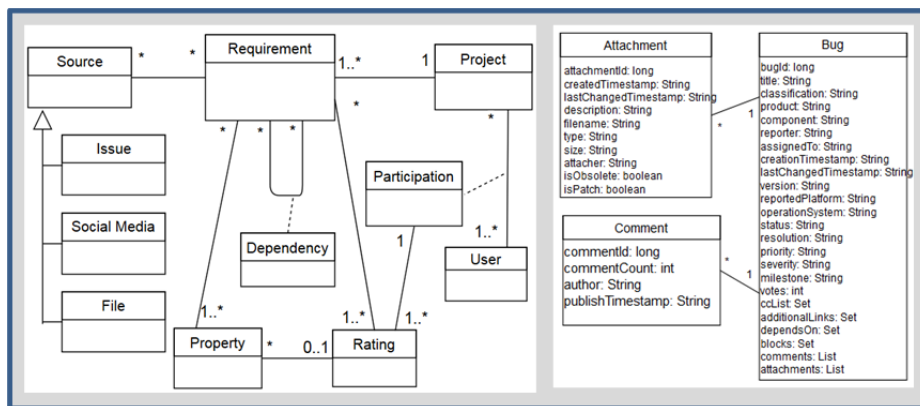 Source
*
*
Requirement
1..*
1
Project
*
*
*
*
*
Issue
Participation
Social Media
Dependency
1
1..*
User
File
1..*
1..*
1..*
Property
*
0..1
Rating
Attachment
attachmentId: long
createdTimestamp: String
lastChangedTimestamp: String
description: String
filename: String
type: String
size: String
attacher: String
isObsolete: boolean
isPatch: boolean
*
1
Comment
commentId: long
commentCount: int
author: String
publishTimestamp: String
*
1
Bug
bugId: long
title: String
classification: String
product: String
component: String
reporter: String
assignedTo: String
creationTimestamp: String
lastChangedTimestamp: String
version: String
reportedPlatform: String
operationSystem: String
status: String
resolution: String
priority: String
severity: String
milestone: String
votes: int
ccList: Set
additionalLinks: Set
dependsOn: Set
blocks: Set
comments: List
attachments: List